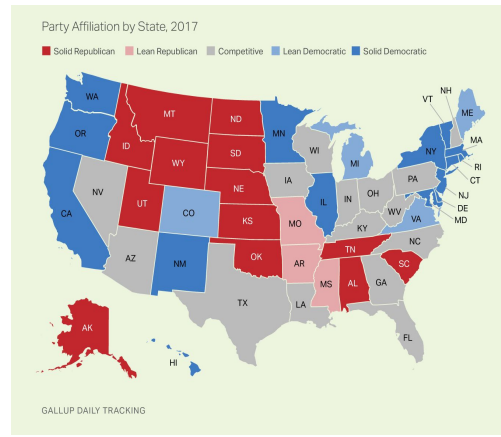 Party Affiliation by State, 2017
Solid Republican Lean Republican Competitive Lean Democratic Solid Democratic
WA
MT
ND
MN
VT
NH
ME
OR
ID
SD
WI
MI
NY
MA
WY
RI
CT
NV
NE
IA
PA
NJ
UT
CO
IL
IN
OH
DE
MD
CA
KS
MO
WV
VA
KY
AZ
NM
OK
AR
TN
NC
SC
MS
AL
GA
TX
LA
AK
FL
HI
GALLUP DAILY TRACKING